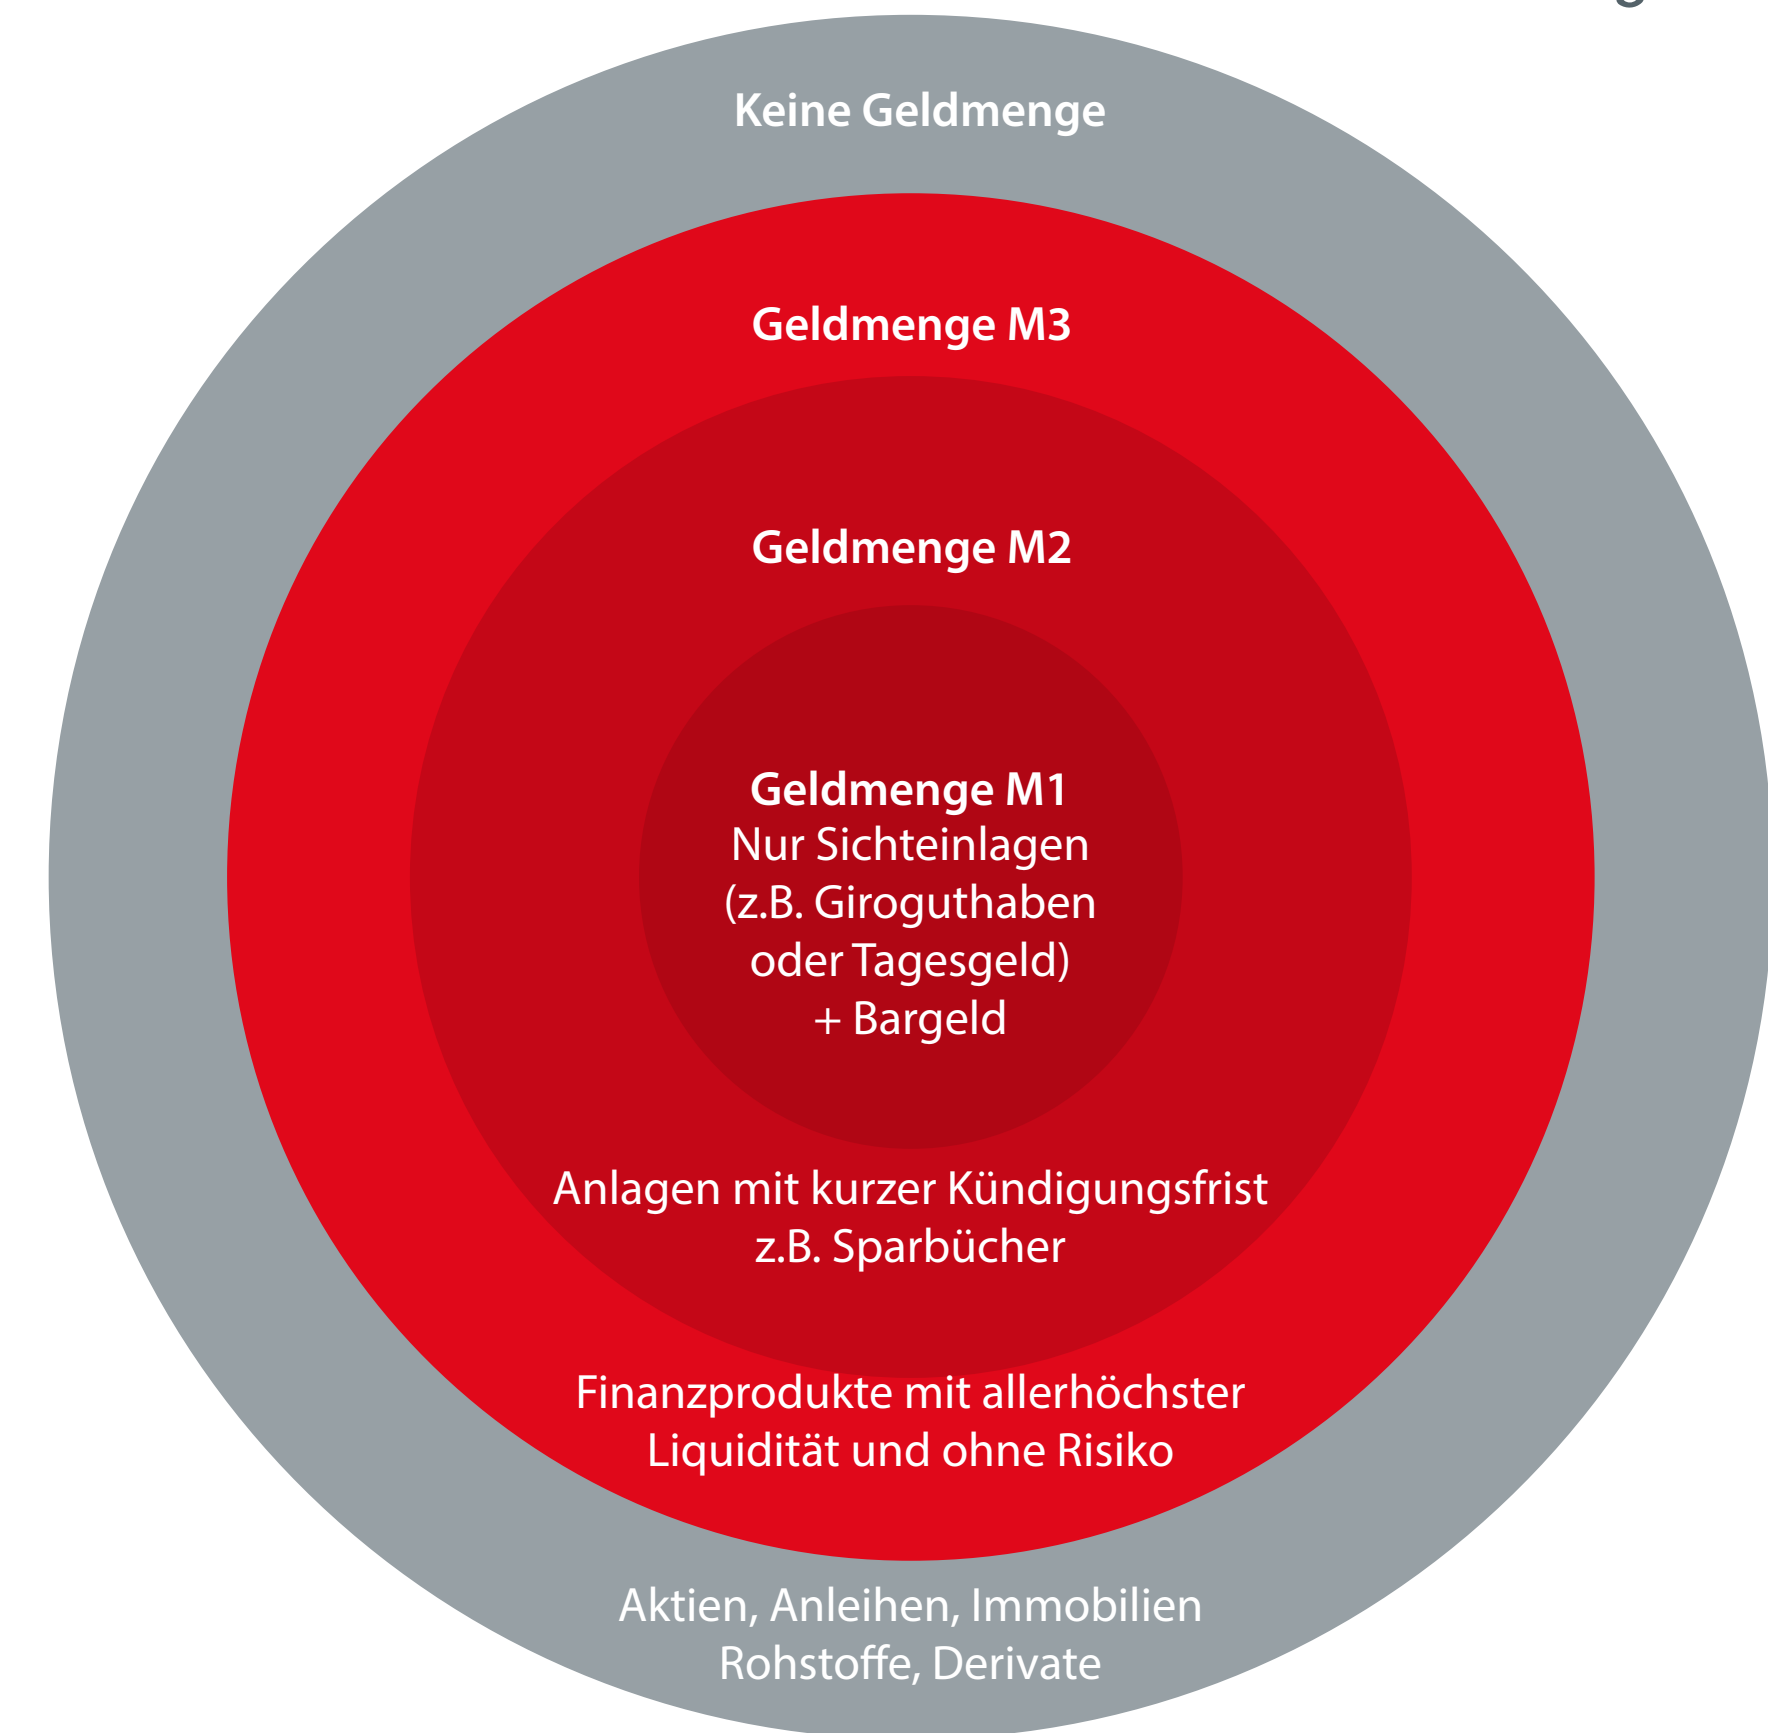 Keine Geldmenge
Geldmenge M3
Geldmenge M2
Geldmenge M1
Nur Sichteinlagen
(z.B. Giroguthaben
oder Tagesgeld)
+ Bargeld
Anlagen mit kurzer Kündigungsfrist
z.B. Sparbücher
Finanzprodukte mit allerhöchster
Liquidität und ohne Risiko
Aktien, Anleihen, Immobilien
Rohstoffe, Derivate